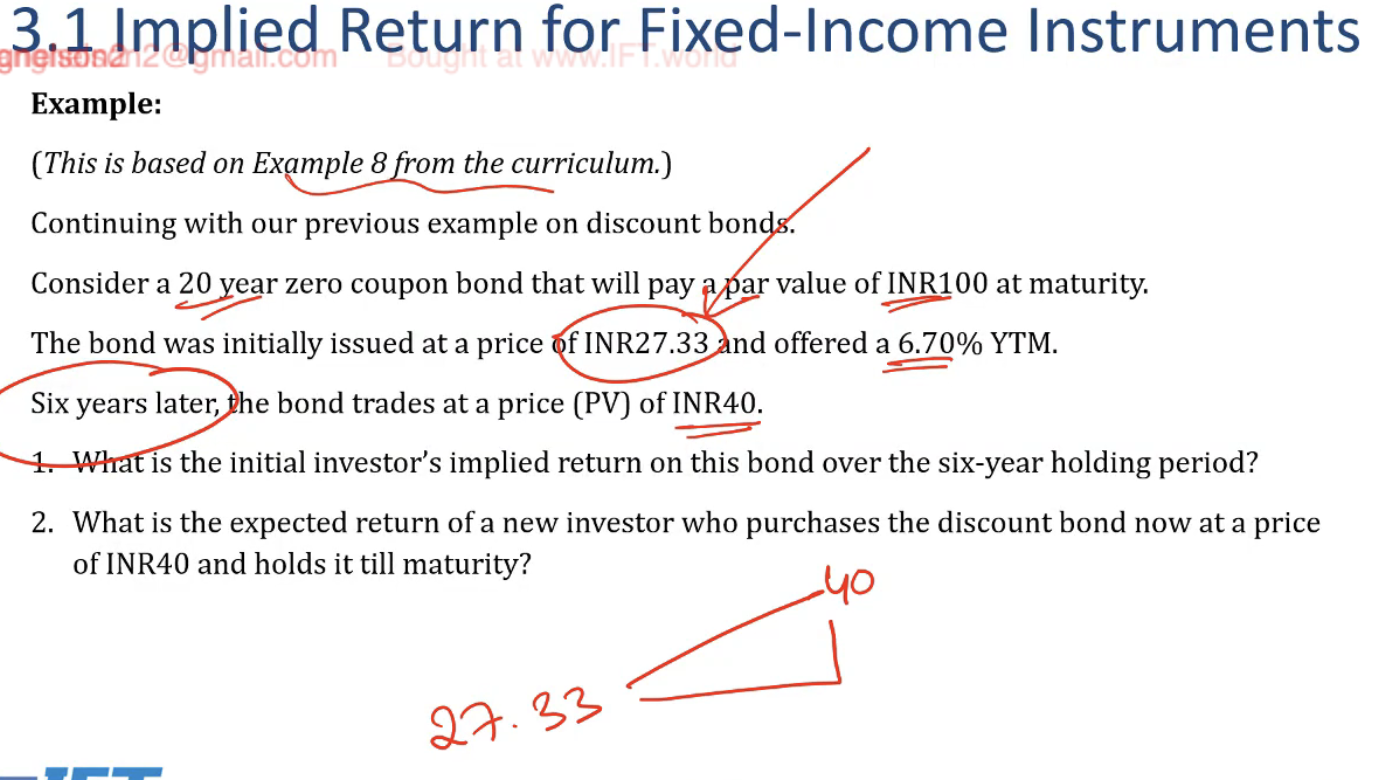 3.1 Implied Return for Fixed-Income Instruments
Bought at www.IFT.world
Example:
(This is based on Example 8 from the curriculum.)
Continuing with our previous example on discount bonds.
Consider a 20 year zero coupon bond that will pay a par value of INR100 at maturity.
The bond was initially issued at a price of INR27.33 and offered a 6.70% YTM.
Six years later, the bond trades at a price (PV) of INR40.
1. What is the initial investor’s implied return on this bond over the six-year holding period?
2. What is the expected return of a new investor who purchases the discount bond now at a price
of INR40 and holds it till maturity?
40
27.33
IFT